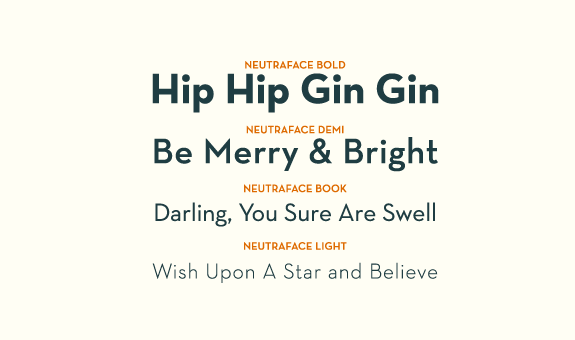 NEUTRAFACE BOLD
Hip Hip Gin Gin
NEUTRAFACE DEMI
Be Merry & Bright
NEUTRAFACE BOOK
Darling, You Sure Are Swell
NEUTRAFACE LIGHT
Wish Upon A Star and Believe